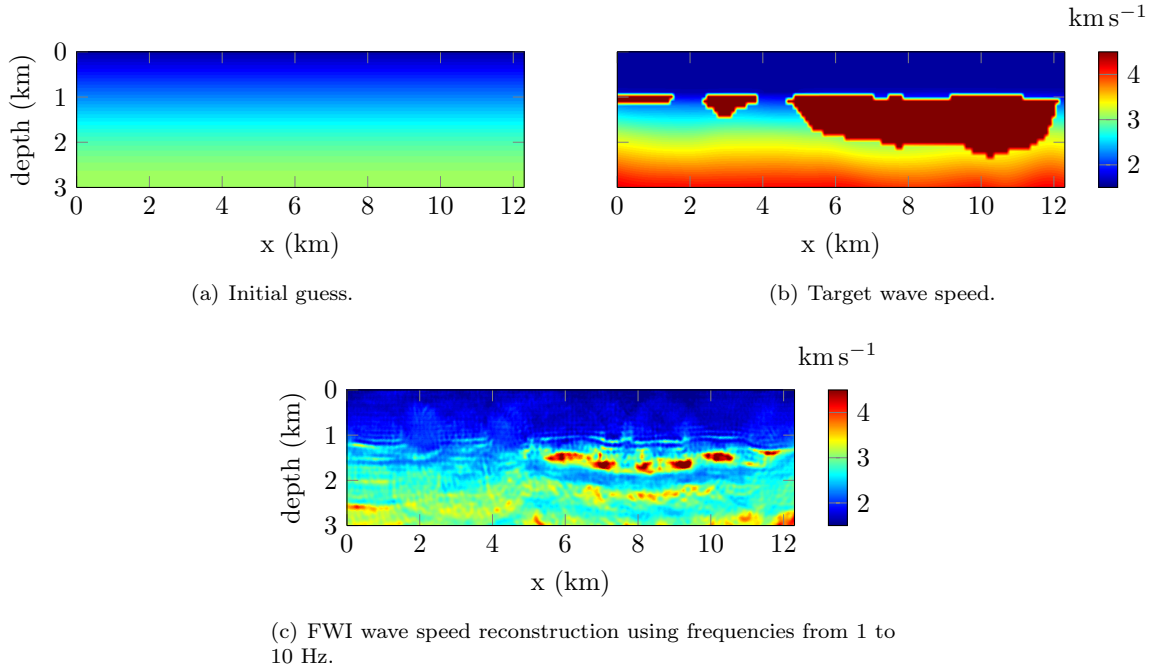 km s⁻¹
0
1
2
3
depth (km)
0 2 4 6 8 10 12
x (km)
0 2 4 6 8 10 12
x (km)
4
3
2
(a) Initial guess.
(b) Target wave speed.
km s⁻¹
0
1
2
3
depth (km)
0 2 4 6 8 10 12
x (km)
4
3
2
(c) FWI wave speed reconstruction using frequencies from 1 to
10 Hz.